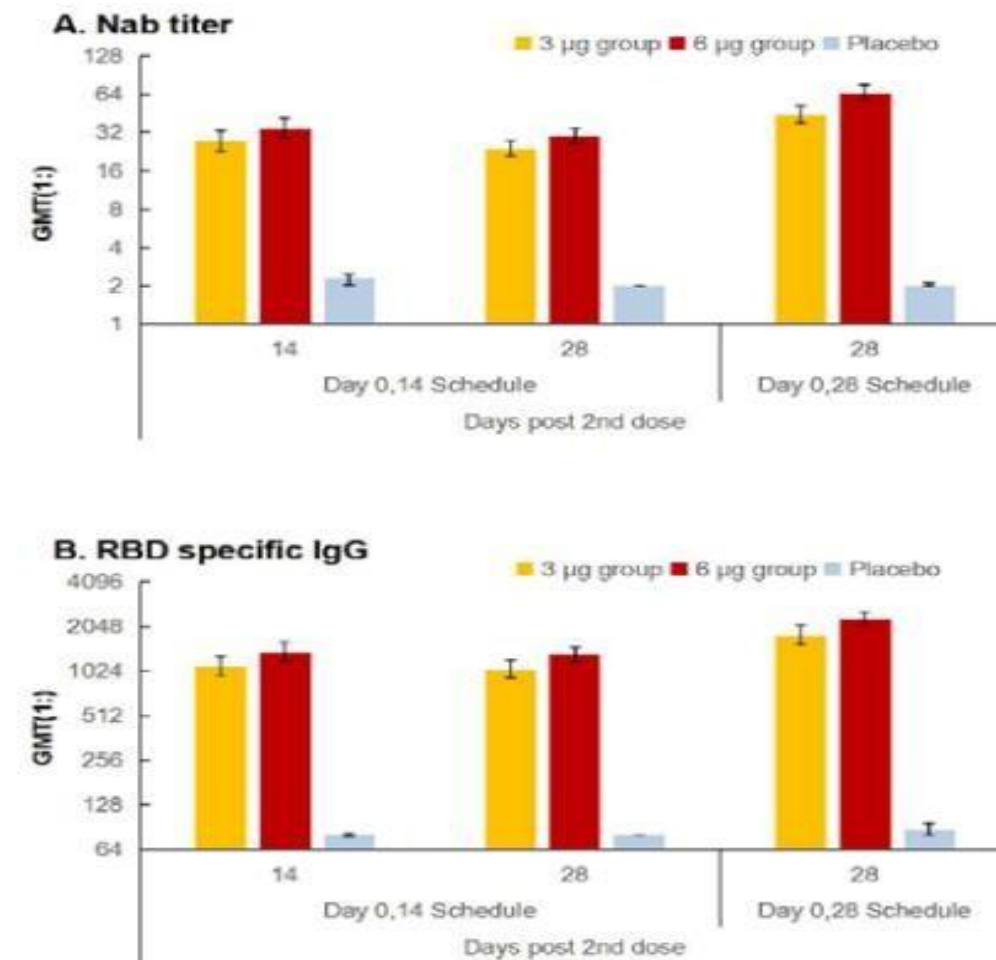 A. Nab titer
3 µg group 6 µg group Placebo
128
64
32
16
8
4
2
1
GMT(1:)
14 28 28
Day 0,14 Schedule Day 0,28 Schedule
Days post 2nd dose
B. RBD specific IgG
3 µg group 6 µg group Placebo
4096
2048
1024
512
256
128
64
GMT(1:)
14 28 28
Day 0,14 Schedule Day 0,28 Schedule
Days post 2nd dose